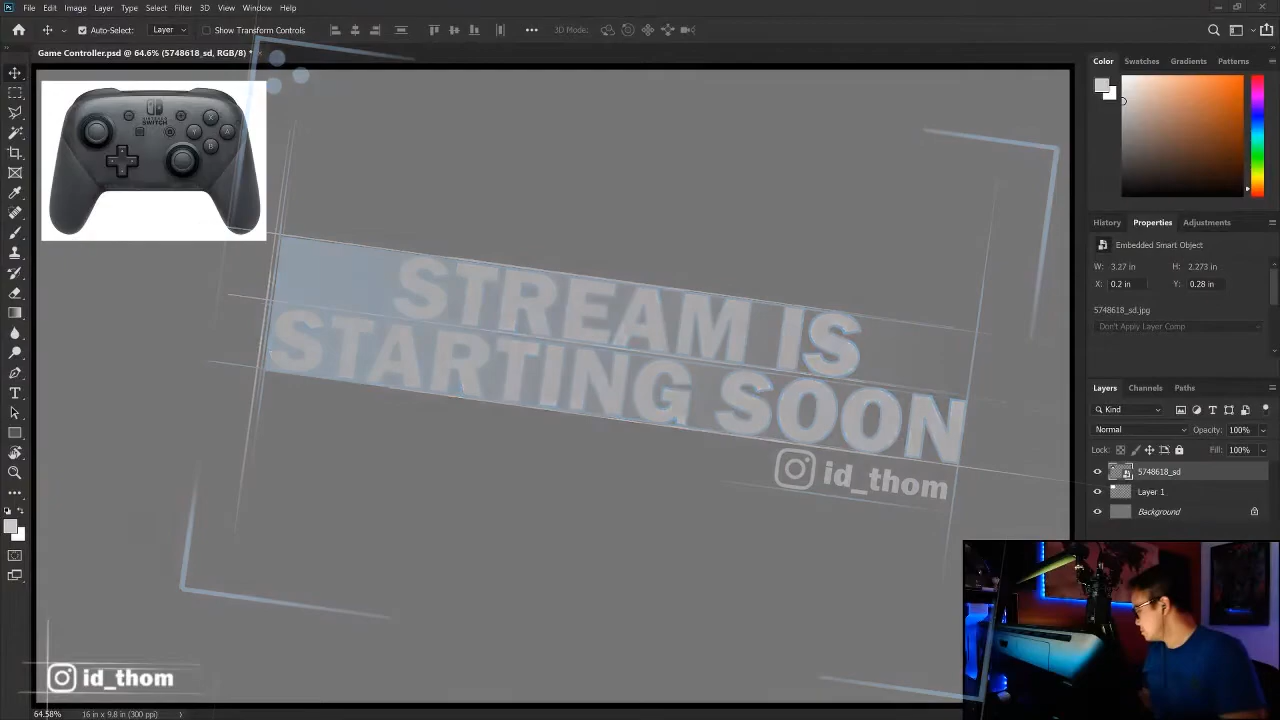 File Edit Image Layer Type Select Filter 3D View Window Help
Auto-Select: Layer Show Transform Controls 3D Mode:
Game Controller.psd @ 64.6% (5748618_sd, RGB/8) *
Color Swatches Gradients Patterns
SWITCH
X
Y A
B
History Properties Adjustments
Embedded Smart Object
W: 3.27 in H: 2.273 in
X: 0.2 in Y: 0.28 in
5748618_sd.jpg
Don't Apply Layer Comp
STREAM IS
STARTING SOON
id_thom
Layers Channels Paths
Kind
Normal Opacity: 100%
Lock: Fill: 100%
5748618_sd
Layer 1
Background
id_thom
64.58% 16 in x 9.8 in (300 ppi)